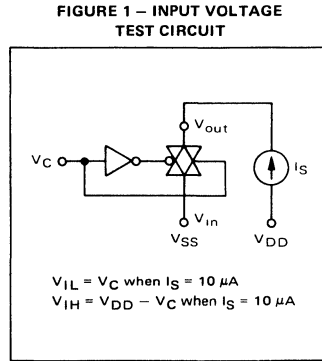 FIGURE 1 – INPUT VOLTAGE
TEST CIRCUIT
Vout
VC
IS
Vin
VSS
VDD
VIL = VC when IS = 10 μA
VIH = VDD – VC when IS = 10 μA